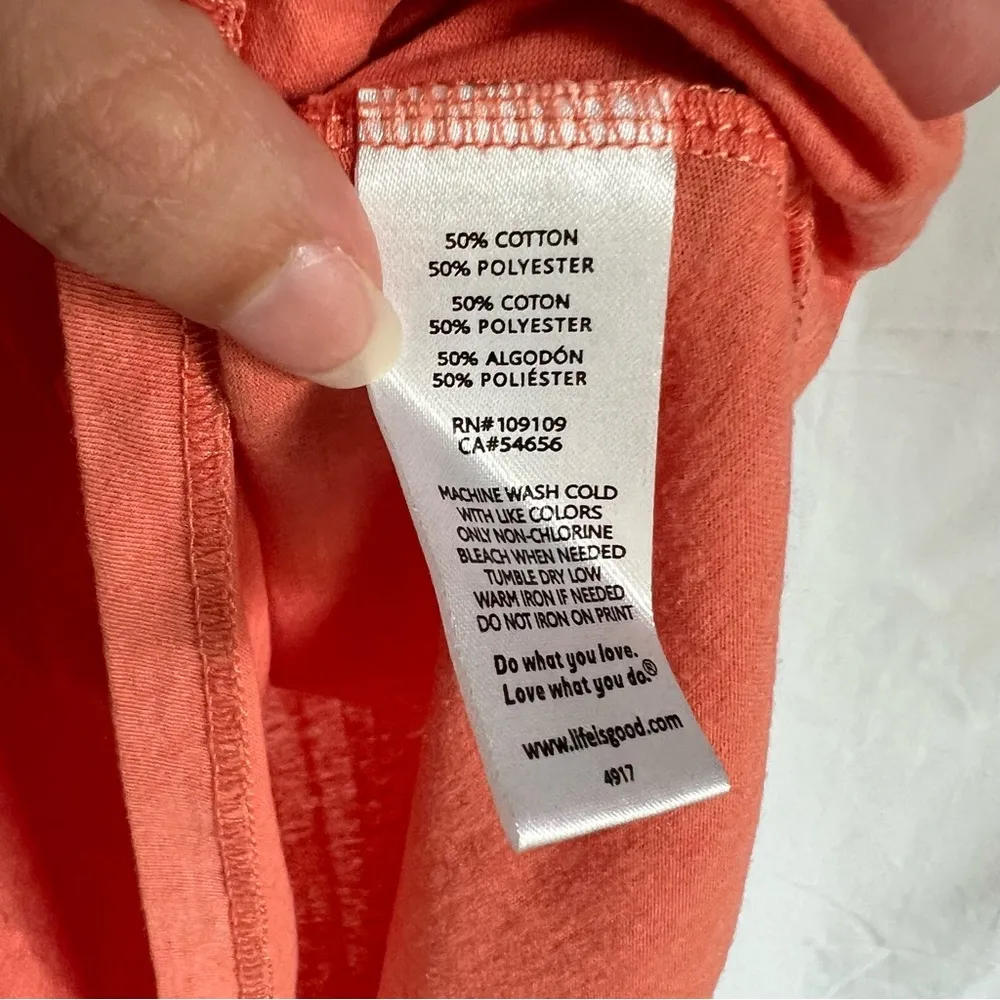 50% COTTON
50% POLYESTER
50% COTON
50% POLYESTER
50% ALGODÓN
50% POLIÉSTER
RN#109109
CA#54656
MACHINE WASH COLD
WITH LIKE COLORS
ONLY NON-CHLORINE
BLEACH WHEN NEEDED
TUMBLE DRY LOW
WARM IRON IF NEEDED
DO NOT IRON ON PRINT
Do what you love.
Love what you do.®
www.lifeisgood.com
4917